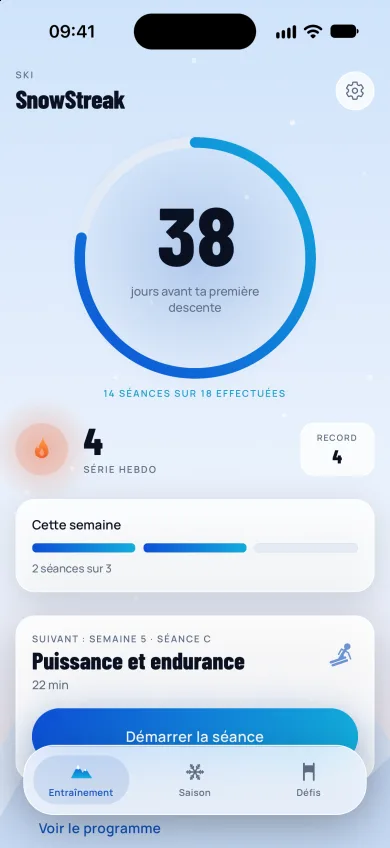 09:41
SKI
SnowStreak
38
jours avant ta première
descente
14 SÉANCES SUR 18 EFFECTUÉES
4
SÉRIE HEBDO
RECORD
4
Cette semaine
2 séances sur 3
SUIVANT : SEMAINE 5 · SÉANCE C
Puissance et endurance
22 min
Démarrer la séance
Entraînement
Saison
Défis
Voir le programme